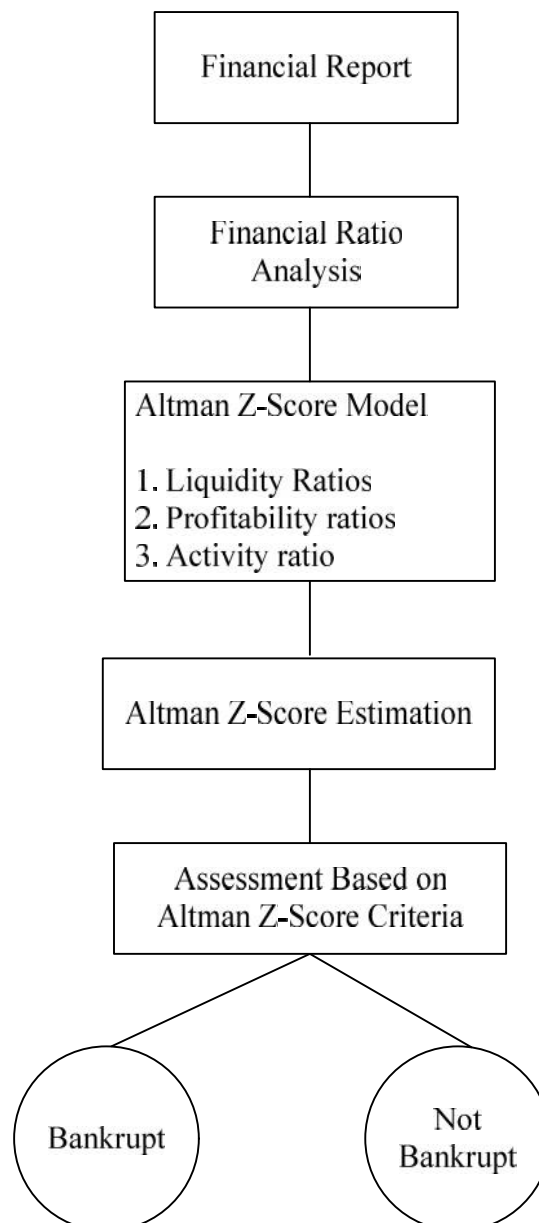 Financial Report
Financial Ratio
Analysis
Altman Z-Score Model
1. Liquidity Ratios
2. Profitability ratios
3. Activity ratio
Altman Z-Score Estimation
Assessment Based on
Altman Z-Score Criteria
Bankrupt
Not
Bankrupt